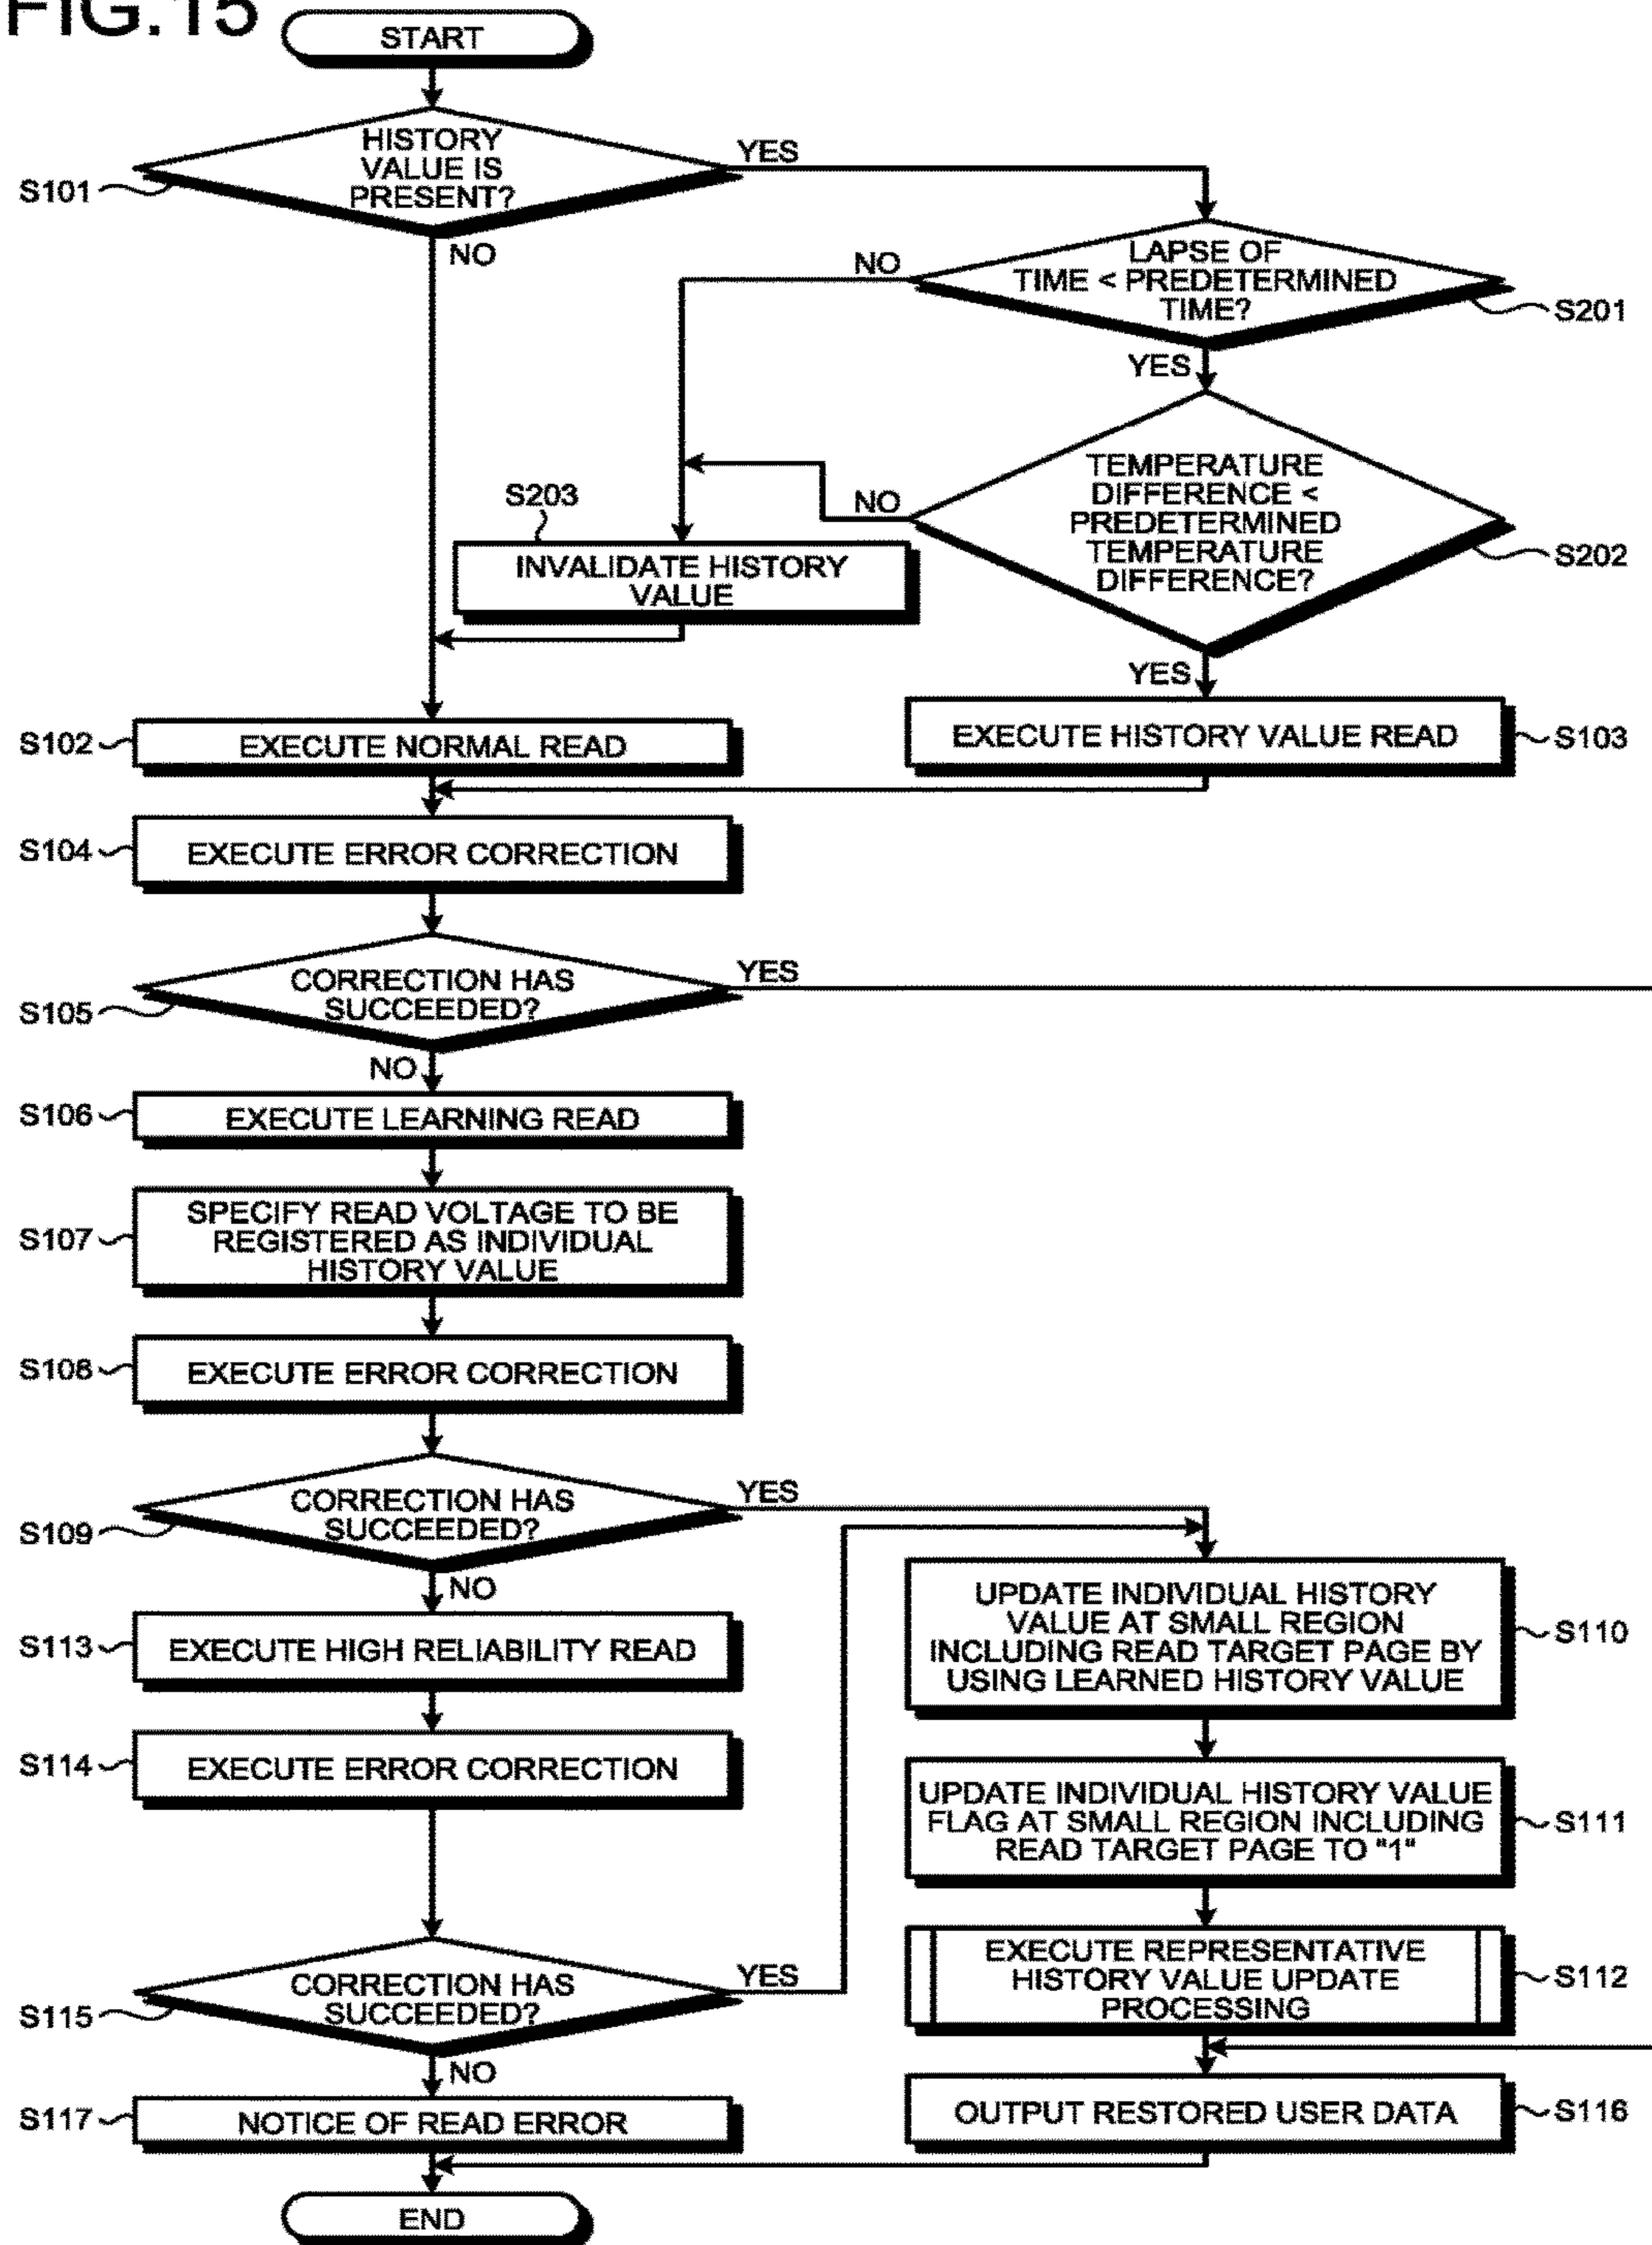 FIG.15
START
HISTORY
VALUE IS
PRESENT?
YES
S101
NO
LAPSE OF
TIME < PREDETERMINED
TIME?
NO
S201
YES
TEMPERATURE
DIFFERENCE <
PREDETERMINED
TEMPERATURE
DIFFERENCE?
NO
S202
S203
INVALIDATE HISTORY
VALUE
YES
S102
EXECUTE NORMAL READ
EXECUTE HISTORY VALUE READ
S103
S104
EXECUTE ERROR CORRECTION
CORRECTION HAS
SUCCEEDED?
YES
S105
NO
S106
EXECUTE LEARNING READ
S107
SPECIFY READ VOLTAGE TO BE
REGISTERED AS INDIVIDUAL
HISTORY VALUE
S108
EXECUTE ERROR CORRECTION
CORRECTION HAS
SUCCEEDED?
YES
S109
NO
UPDATE INDIVIDUAL HISTORY
VALUE AT SMALL REGION
INCLUDING READ TARGET PAGE BY
USING LEARNED HISTORY VALUE
S110
S113
EXECUTE HIGH RELIABILITY READ
S114
EXECUTE ERROR CORRECTION
UPDATE INDIVIDUAL HISTORY VALUE
FLAG AT SMALL REGION INCLUDING
READ TARGET PAGE TO "1"
S111
EXECUTE REPRESENTATIVE
HISTORY VALUE UPDATE
PROCESSING
S112
CORRECTION HAS
SUCCEEDED?
YES
S115
NO
S117
NOTICE OF READ ERROR
OUTPUT RESTORED USER DATA
S116
END